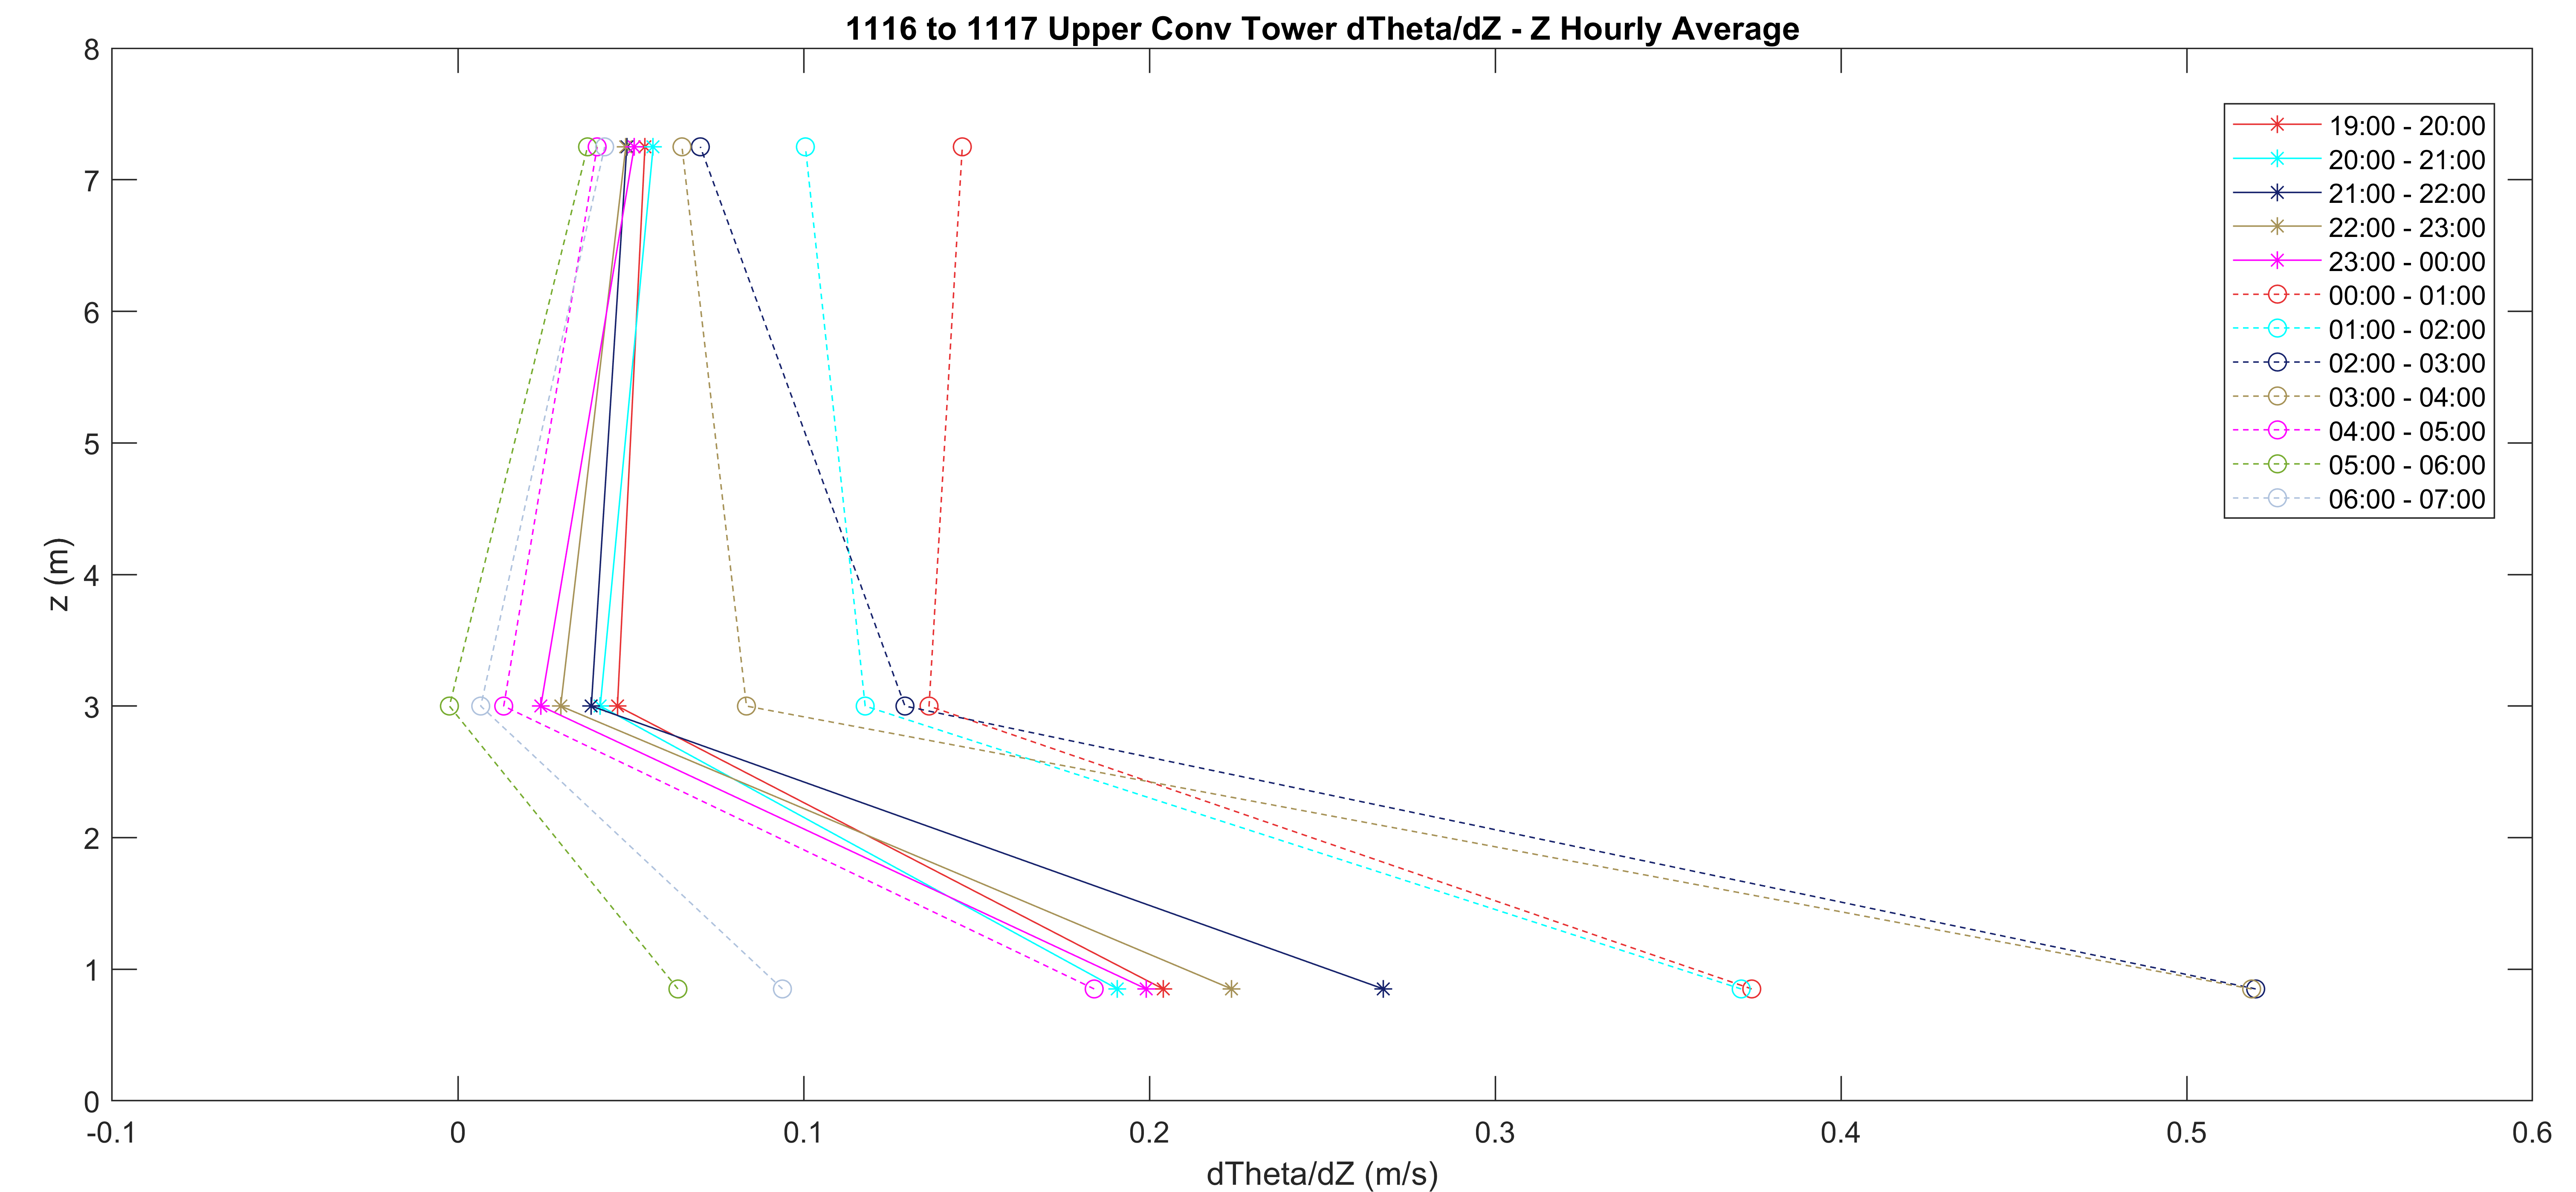 1116 to 1117 Upper Conv Tower dTheta/dZ - Z Hourly Average
8
7
6
5
4
3
2
1
0
z (m)
-0.1
0
0.1
0.2
0.3
0.4
0.5
0.6
dTheta/dZ (m/s)
19:00 - 20:00
20:00 - 21:00
21:00 - 22:00
22:00 - 23:00
23:00 - 00:00
00:00 - 01:00
01:00 - 02:00
02:00 - 03:00
03:00 - 04:00
04:00 - 05:00
05:00 - 06:00
06:00 - 07:00